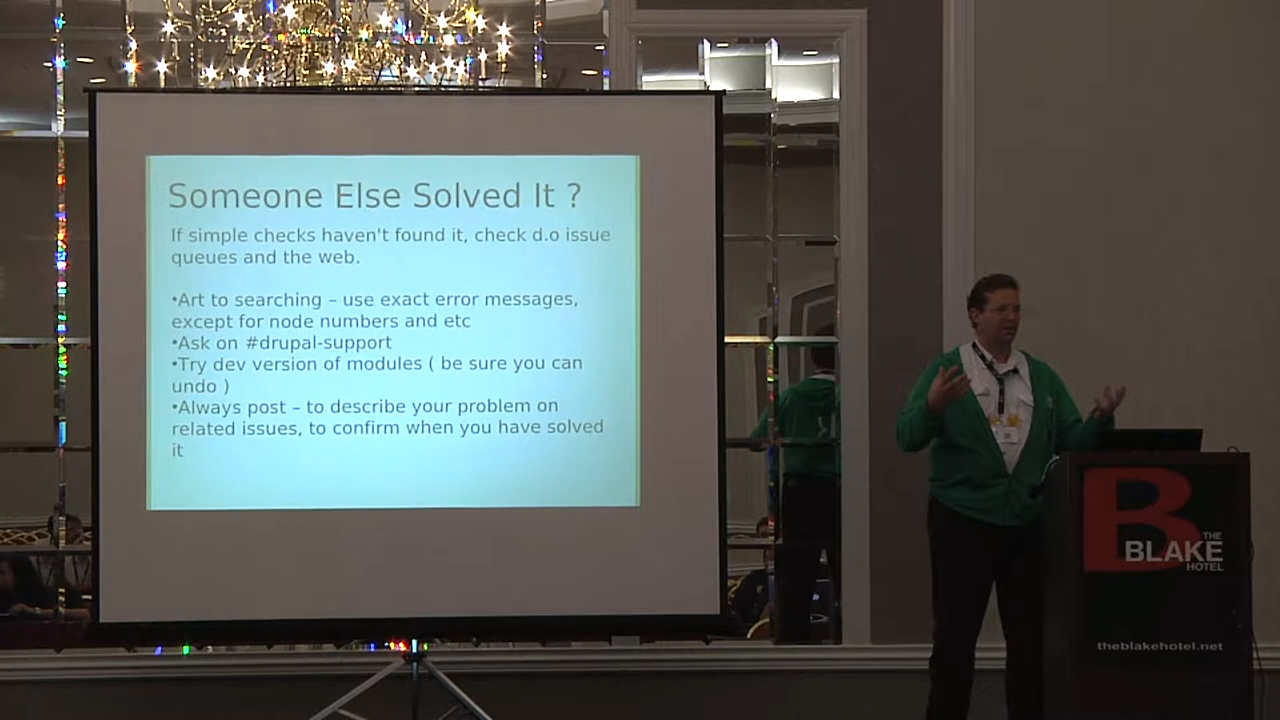 Someone Else Solved It ?
If simple checks haven't found it, check d.o issue
queues and the web.
•Art to searching – use exact error messages,
except for node numbers and etc
•Ask on #drupal-support
•Try dev version of modules ( be sure you can
undo )
•Always post – to describe your problem on
related issues, to confirm when you have solved
it
B
THE
BLAKE
HOTEL
theblakehotel.net